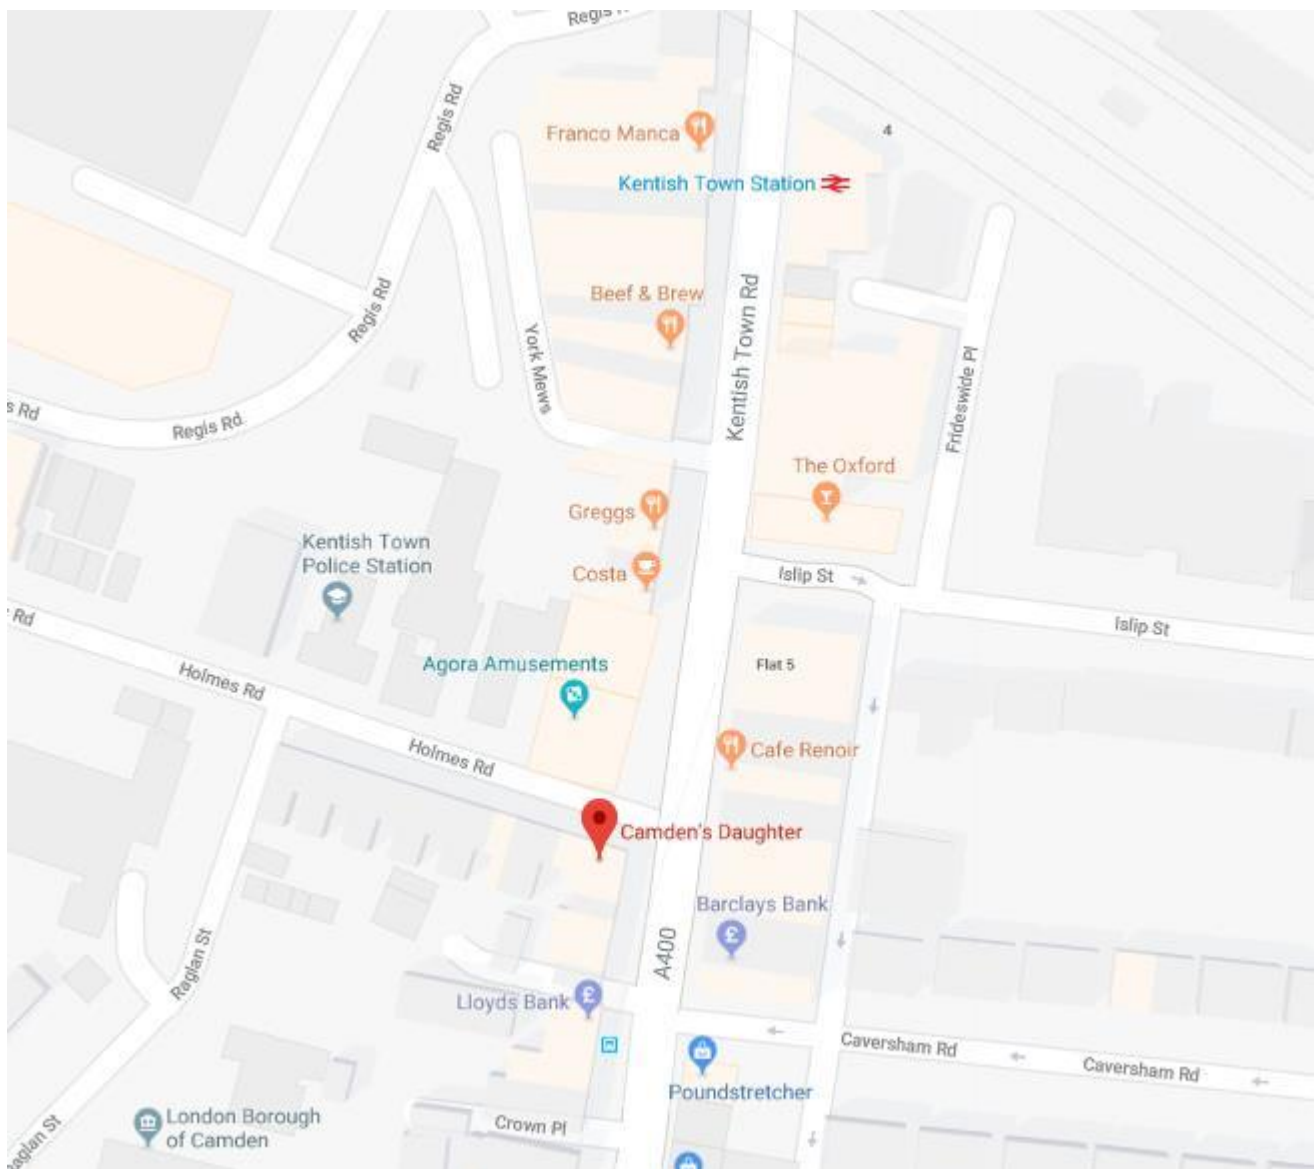 Regis
Regis Rd
Franco Manca
4
Kentish Town Station
Regis Rd
Beef & Brew
York Mews
Kentish Town Rd
Frideswide Pl
s Rd
Regis Rd
The Oxford
Greggs
Kentish Town
Police Station
Costa
Islip St
Rd
Islip St
Agora Amusements
Flat 5
Holmes Rd
Holmes Rd
Cafe Renoir
Camden's Daughter
Barclays Bank
£
A400
Raglan St
Lloyds Bank
£
Caversham Rd
Caversham Rd
Poundstretcher
London Borough
of Camden
Crown Pl
aglan St